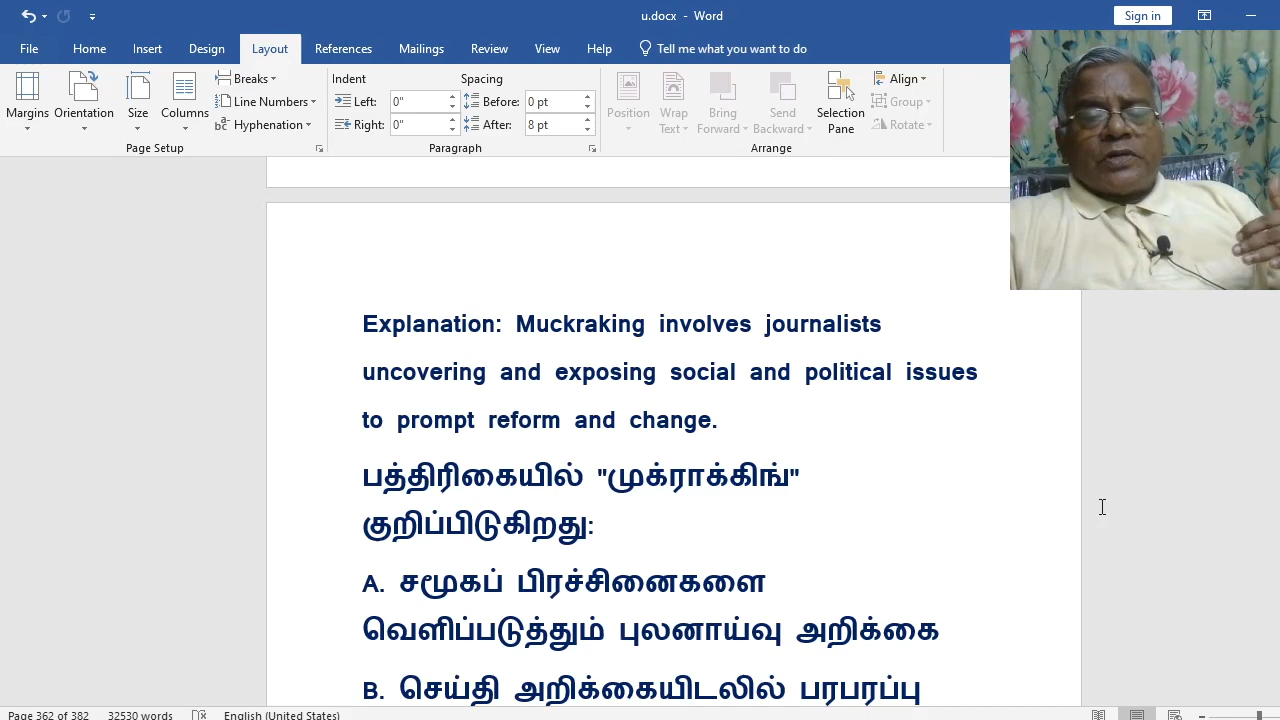 u.docx - Word
Sign in
File Home Insert Design Layout References Mailings Review View Help Tell me what you want to do
Margins Orientation Size Columns
Breaks
Line Numbers
Hyphenation
Page Setup
Indent Spacing
Left: 0" Before: 0 pt
Right: 0" After: 8 pt
Paragraph
Position Wrap Text Bring Forward Send Backward Selection Pane
Align
Group
Rotate
Arrange
Explanation: Muckraking involves journalists
uncovering and exposing social and political issues
to prompt reform and change.
பத்திரிகையில் "முக்ராக்கிங்"
குறிப்பிடுகிறது:
A. சமூகப் பிரச்சினைகளை
வெளிப்படுத்தும் புலனாய்வு அறிக்கை
B. செய்தி அறிக்கையிடலில் பரபரப்பு
Page 362 of 382 32530 words English (United States)